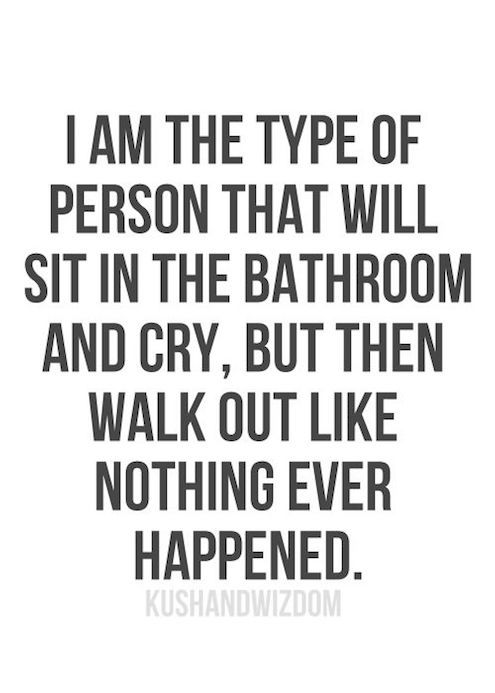 I AM THE TYPE OF
PERSON THAT WILL
SIT IN THE BATHROOM
AND CRY, BUT THEN
WALK OUT LIKE
NOTHING EVER
HAPPENED.
KUSHANDWIZDOM